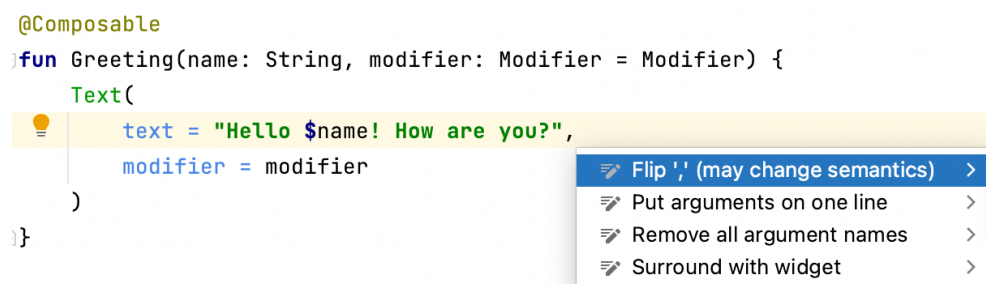 @Composable
fun Greeting(name: String, modifier: Modifier = Modifier) {
Text(
text = "Hello $name! How are you?",
modifier = modifier
)
}
Flip ',' (may change semantics)
Put arguments on one line
Remove all argument names
Surround with widget